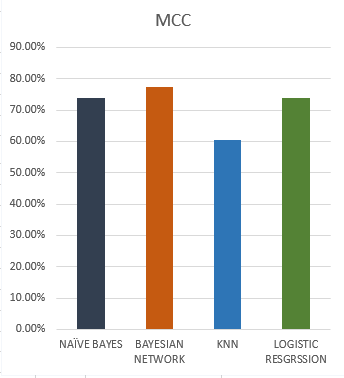 MCC
90.00%
80.00%
70.00%
60.00%
50.00%
40.00%
30.00%
20.00%
10.00%
0.00%
NAÏVE BAYES
BAYESIAN
NETWORK
KNN
LOGISTIC
RESGRSSION